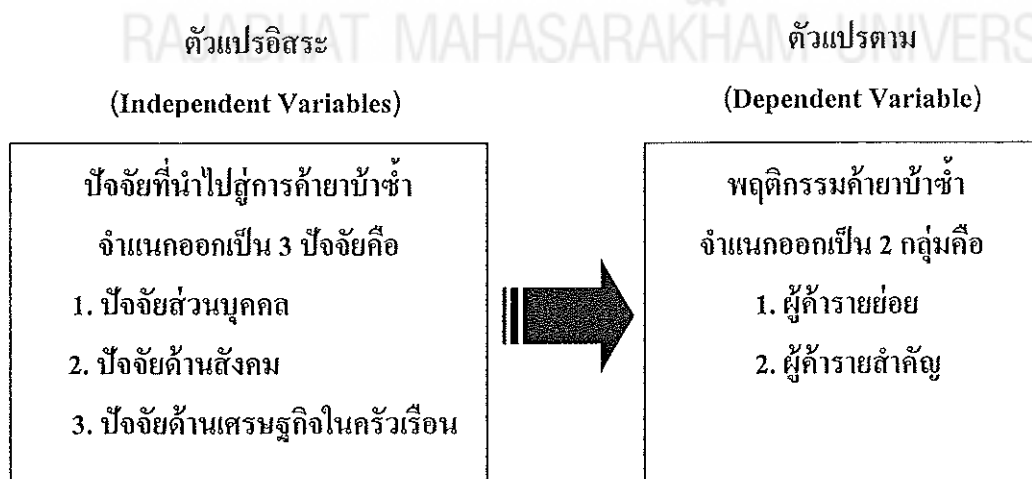 RAJABHAT MAHASARAKHAM UNIVERS
ตัวแปรอิสระ
(Independent Variables)
ปัจจัยที่นำไปสู่การค้ายาบ้าซ้ำ
จำแนกออกเป็น 3 ปัจจัยคือ
1. ปัจจัยส่วนบุคคล
2. ปัจจัยด้านสังคม
3. ปัจจัยด้านเศรษฐกิจในครัวเรือน
ตัวแปรตาม
(Dependent Variable)
พฤติกรรมค้ายาบ้าซ้ำ
จำแนกออกเป็น 2 กลุ่มคือ
1. ผู้ค้ารายย่อย
2. ผู้ค้ารายสำคัญ